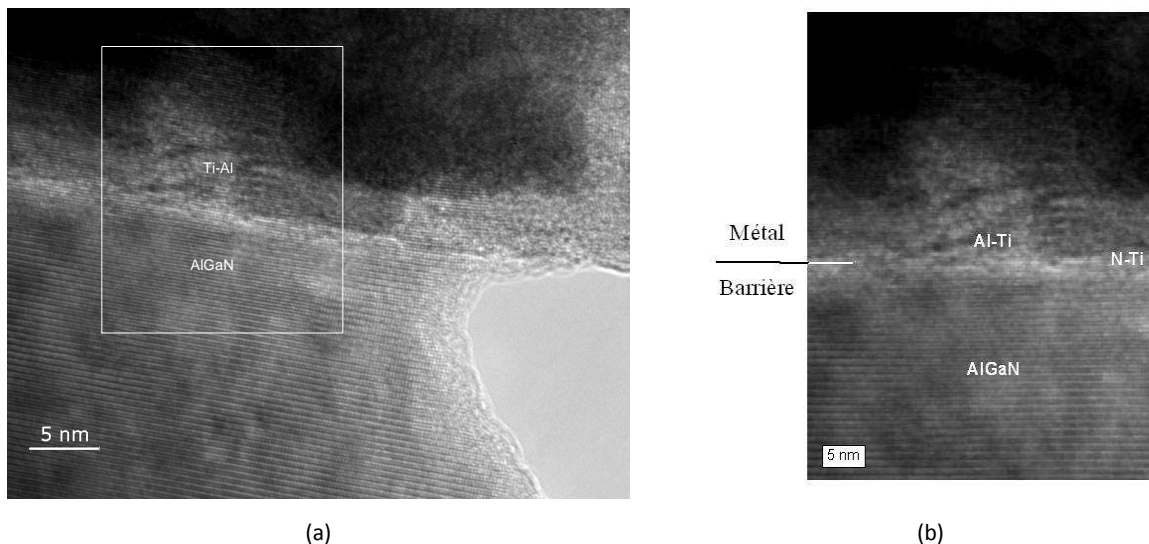 Ti-Al
AlGaN
5 nm
(a)
Métal
Barrière
Al-Ti
N-Ti
AlGaN
5 nm
(b)